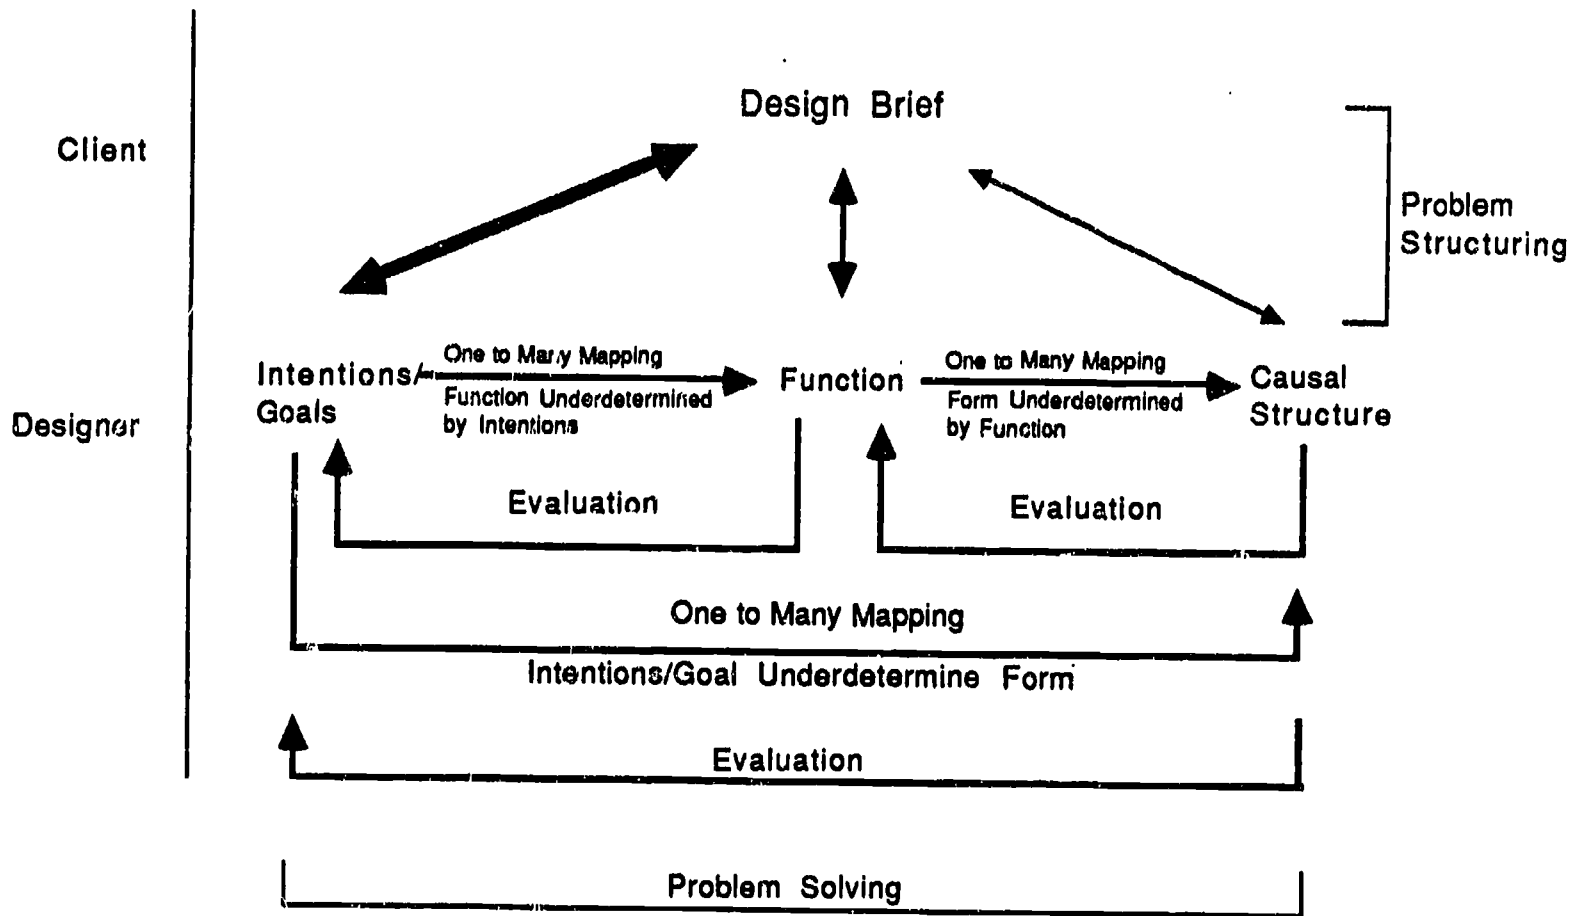 Design Brief
Client
Problem
Structuring
One to Many Mapping
One to Many Mapping
Intentions/
Goals
Function
Causal
Structure
Function Underdetermined
by Intentions
Form Underdetermined
by Function
Designer
Evaluation
Evaluation
One to Many Mapping
Intentions/Goal Underdetermine Form
Evaluation
Problem Solving